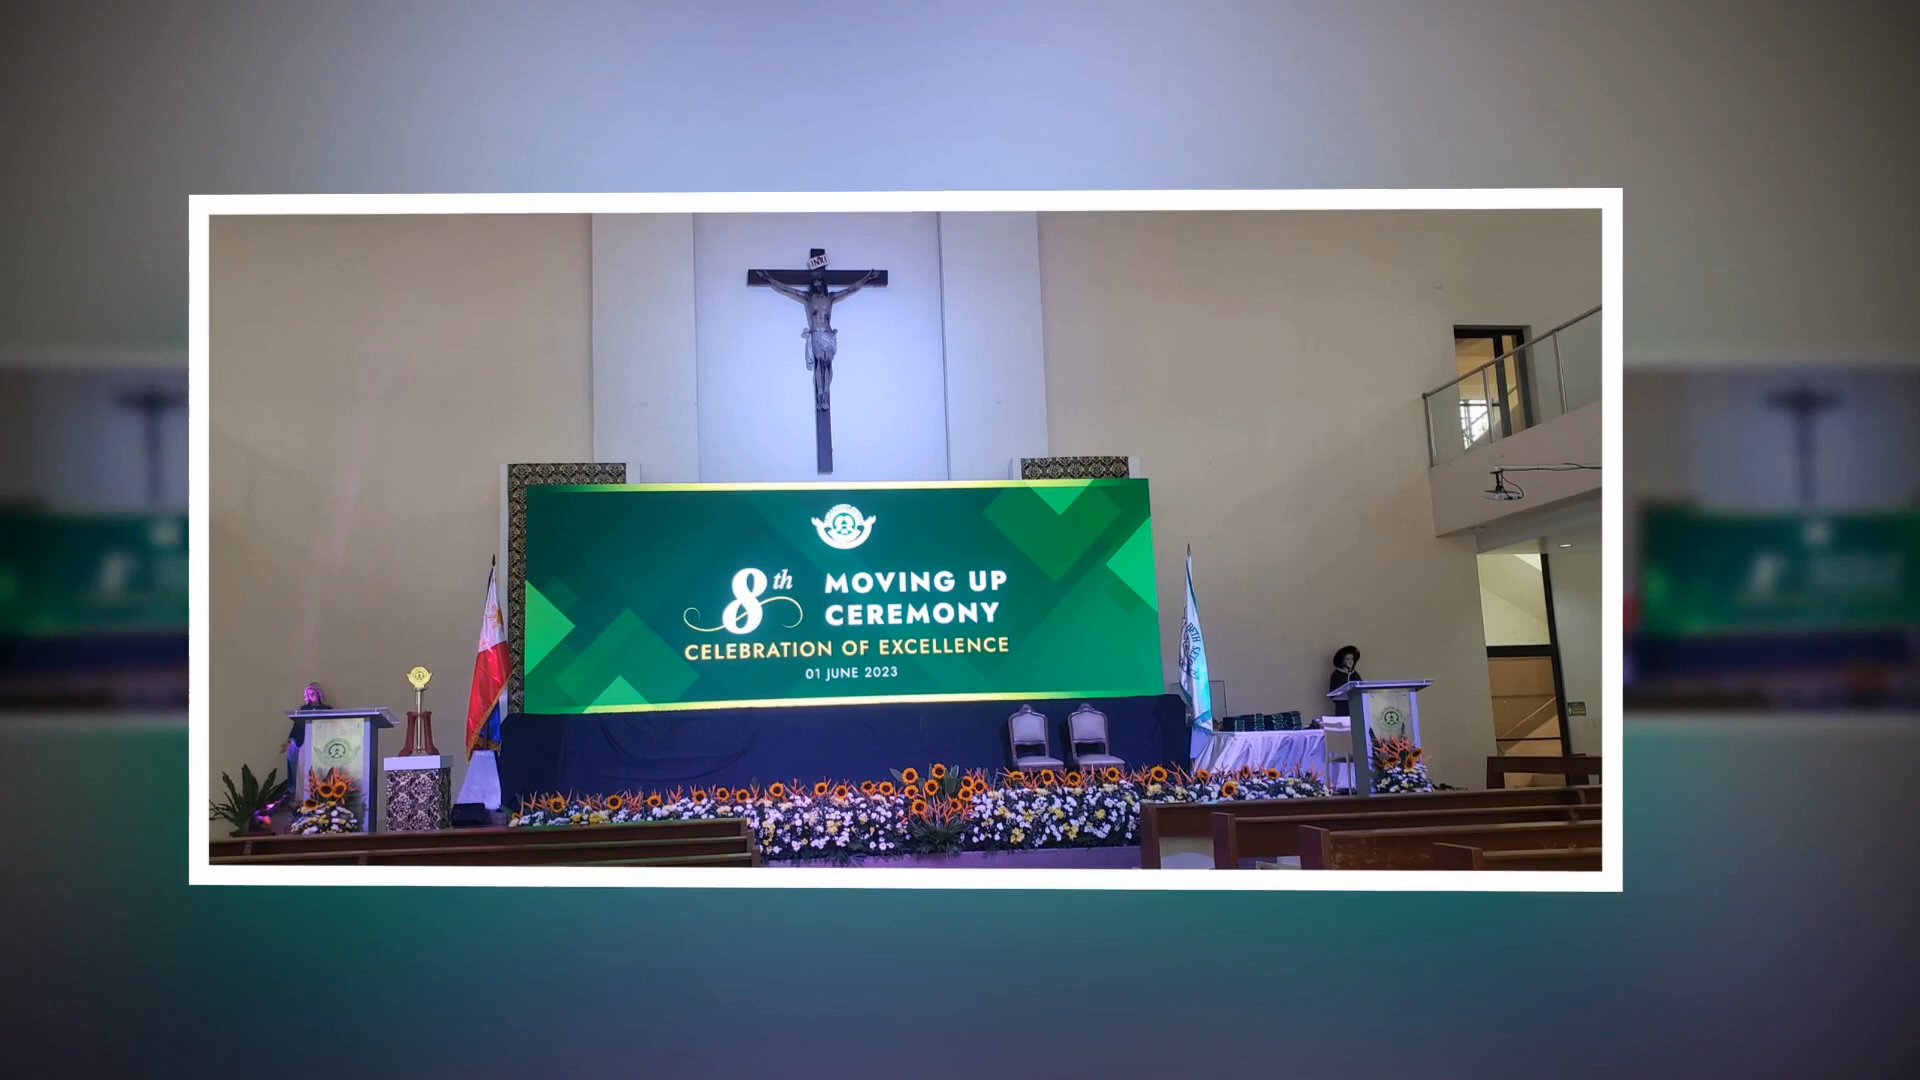 INRI
8th MOVING UP
CEREMONY
CELEBRATION OF EXCELLENCE
01 JUNE 2023